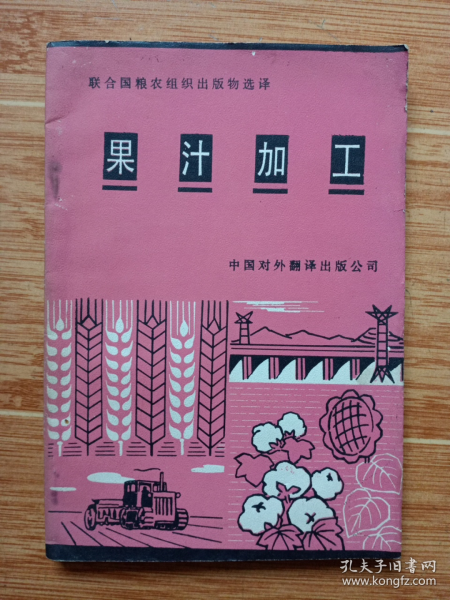 联合国粮农组织出版物选译
果汁加工
中国对外翻译出版公司
孔夫子旧书网
www.kongfz.com